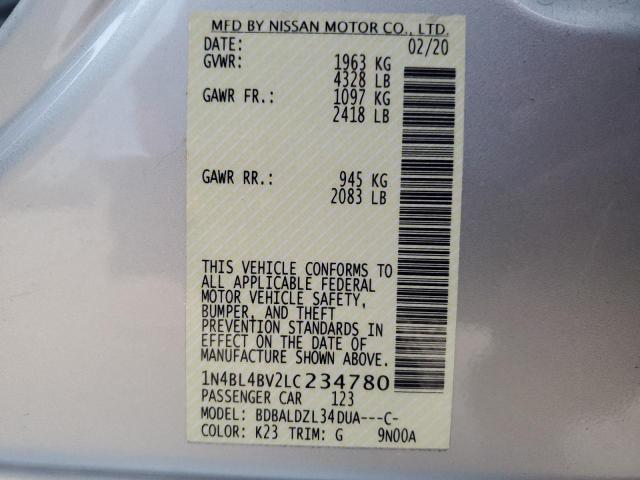 MFD BY NISSAN MOTOR CO., LTD.
DATE: 02/20
GVWR: 1963 KG
4328 LB
GAWR FR.: 1097 KG
2418 LB
GAWR RR.: 945 KG
2083 LB
THIS VEHICLE CONFORMS TO
ALL APPLICABLE FEDERAL
MOTOR VEHICLE SAFETY,
BUMPER, AND THEFT
PREVENTION STANDARDS IN
EFFECT ON THE DATE OF
MANUFACTURE SHOWN ABOVE.
1N4BL4BV2LC234780
PASSENGER CAR 123
MODEL: BDBALDZL34DUA---C-
COLOR: K23 TRIM: G 9N00A